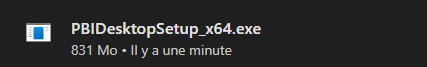 PBIDesktopSetup_x64.exe
831 Mo • Il y a une minute